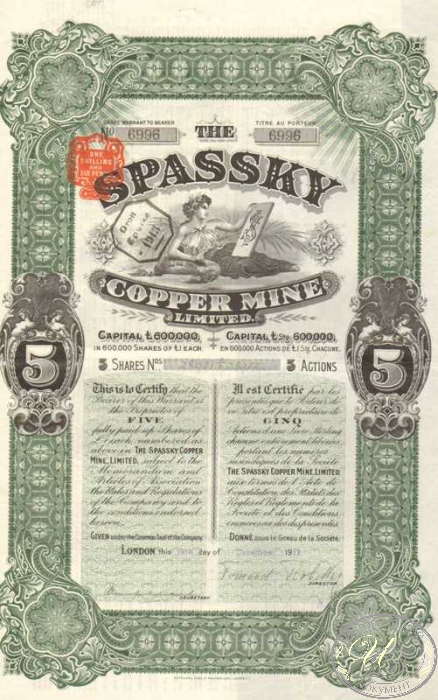 SHARE WARRANT TO BEARER
TITRE AU PORTEUR
No 6996
THE
6996
ONE
SHILLING
AND
SIX PENCE
SPASSKY
Droit
1913
COPPER MINE
LIMITED.
CAPITAL £600,000,
CAPITAL £Stg. 600,000,
IN 600,000 SHARES OF £1 EACH.
EN 600,000 ACTIONS DE £1 Stg. CHACUNE.
5 SHARES Nos
5 ACTIONS
5
5
This is to Certify that the
Bearer of this Warrant is
the Proprietor of
FIVE
fully paid up Shares of
£1 each numbered as
above in THE SPASSKY COPPER
MINE, LIMITED, subject to the
Memorandum and
Articles of Association
the Rules and Regulations
of the Company and to
the conditions endorsed
hereon.
GIVEN under the Common Seal of the Company
LONDON this day of
SECRETARY
Il est Certifié par les
présentes que le Porteur de
ce Titre est propriétaire de
CINQ
Actions d'une Livre Sterling
chacune entièrement libérées
portant les numéros
susindiqués de la Société
THE SPASSKY COPPER MINE, LIMITED
aux termes de l'Acte de
Constitution, des Statuts, des
Règles et Règlements de la
Société et des Conditions
énoncées au dos des présentes.
DONNÉ sous le Sceau de la Société.
191
DIRECTOR
ДОКУМЕНТ